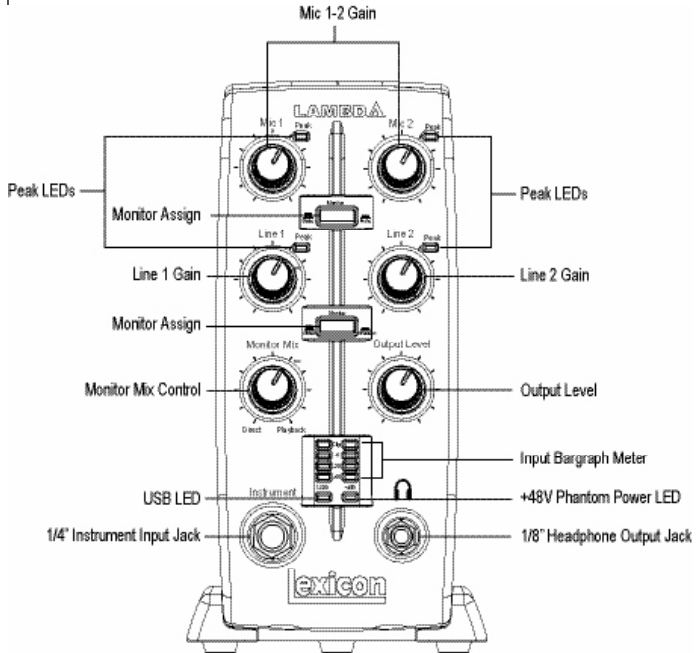 Mic 1-2 Gain
LAMBDA
Mic 1
Peak
Mic 2
Peak
Peak LEDs
Peak LEDs
Monitor Assign
Monitor
Line 1
Peak
Line 2
Peak
Line 1 Gain
Line 2 Gain
Monitor Assign
Monitor
Monitor Mix
Output Level
Monitor Mix Control
Output Level
Direct
Playback
Input Bargraph Meter
USB LED
USB
+48V Phantom Power LED
Instrument
1/4" Instrument Input Jack
1/8" Headphone Output Jack
lexicon